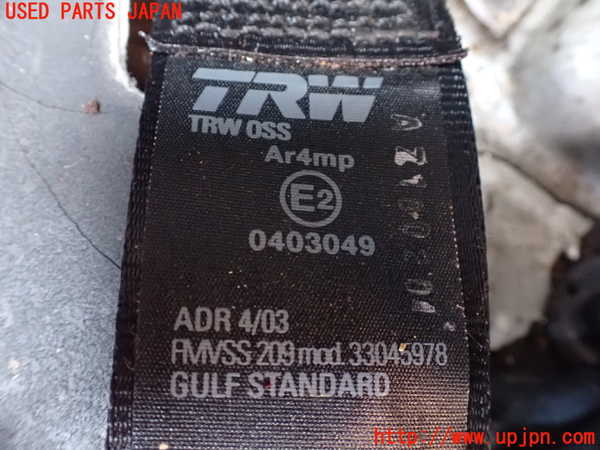 USED PARTS JAPAN
TRW
TRW OSS
Ar4mp
E2
0403049
ADR 4/03
FMVSS-209 mod. 33045978
GULF STANDARD
http://www.upjpn.com